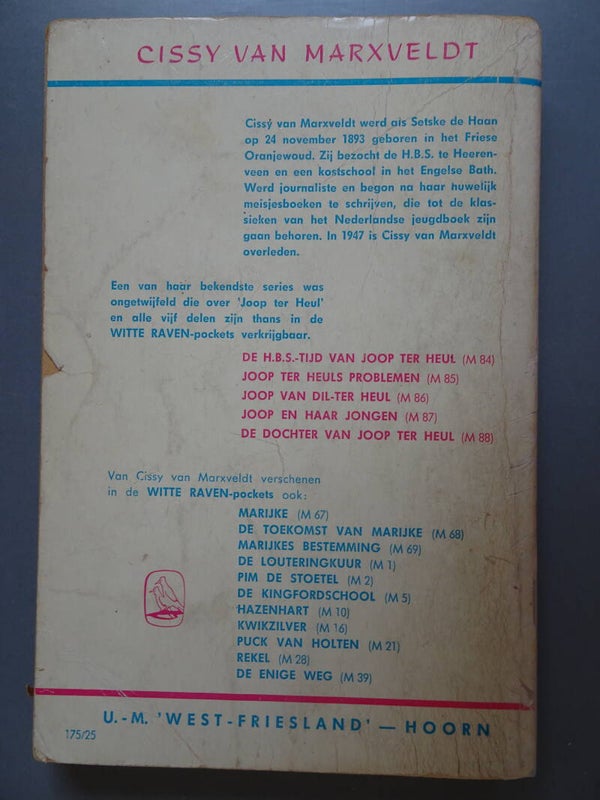 CISSY VAN MARXVELDT
Cissy van Marxveldt werd als Setske de Haan
op 24 november 1893 geboren in het Friese
Oranjewoud. Zij bezocht de H.B.S. te Heeren-
veen en een kostschool in het Engelse Bath.
Werd journaliste en begon na haar huwelijk
meisjesboeken te schrijven, die tot de klas-
sieken van het Nederlandse jeugdboek zijn
gaan behoren. In 1947 is Cissy van Marxveldt
overleden.
Een van haar bekendste series was
ongetwijfeld die over 'Joop ter Heul'
en alle vijf delen zijn thans in de
WITTE RAVEN-pockets verkrijgbaar.
DE H.B.S.-TIJD VAN JOOP TER HEUL (M 84)
JOOP TER HEULS PROBLEMEN (M 85)
JOOP VAN DIL-TER HEUL (M 86)
JOOP EN HAAR JONGEN (M 87)
DE DOCHTER VAN JOOP TER HEUL (M 88)
Van Cissy van Marxveldt verschenen
in de WITTE RAVEN-pockets ook:
MARIJKE (M 67)
DE TOEKOMST VAN MARIJKE (M 68)
MARIJKES BESTEMMING (M 69)
DE LOUTERINGKUUR (M 1)
PIM DE STOETEL (M 2)
DE KINGFORDSCHOOL (M 5)
HAZENHART (M 10)
KWIKZILVER (M 16)
PUCK VAN HOLTEN (M 21)
REKEL (M 28)
DE ENIGE WEG (M 39)
U.-M. 'WEST-FRIESLAND' — HOORN
175/25